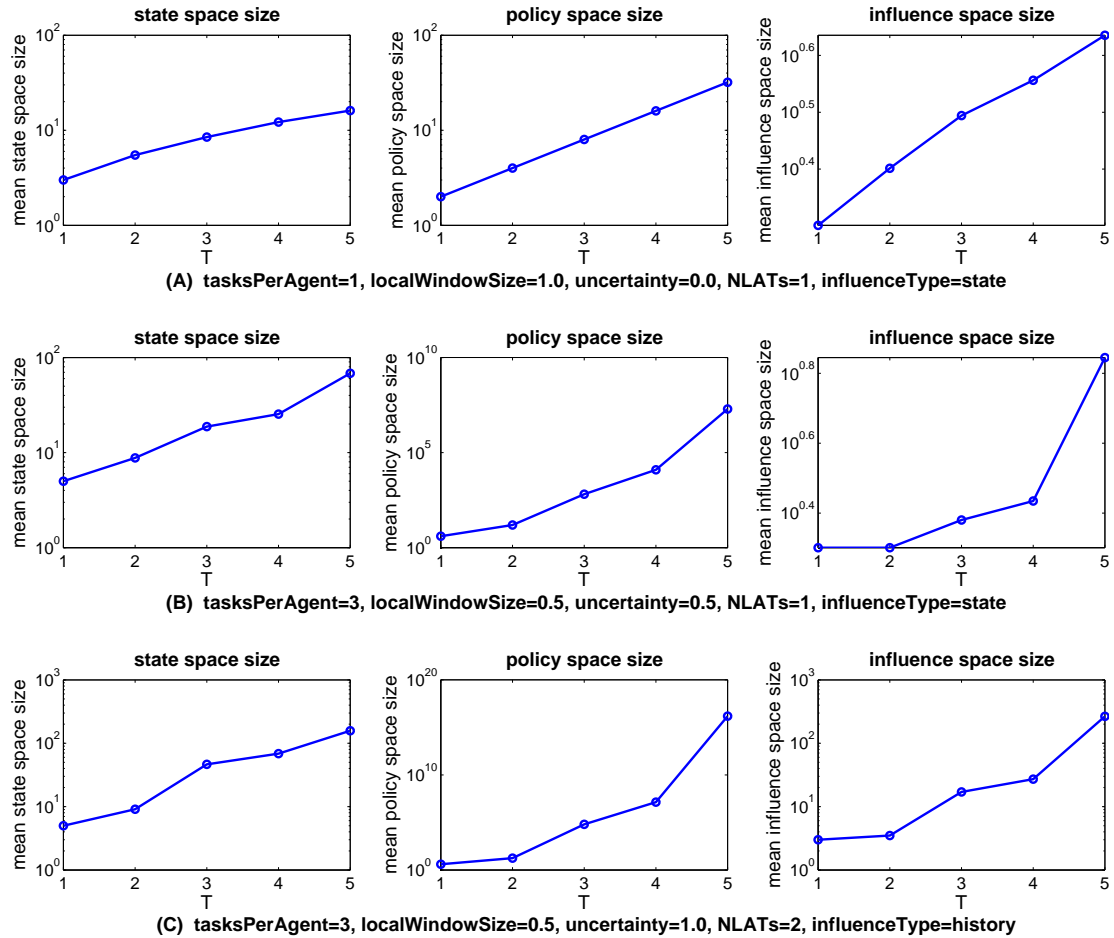 state space size
policy space size
influence space size
mean state space size
10^2
10^1
10^0
1 2 3 4 5
T
mean policy space size
10^2
10^1
10^0
1 2 3 4 5
T
mean influence space size
10^0.6
10^0.5
10^0.4
1 2 3 4 5
T
(A) tasksPerAgent=1, localWindowSize=1.0, uncertainty=0.0, NLATs=1, influenceType=state
state space size
policy space size
influence space size
mean state space size
10^2
10^1
10^0
1 2 3 4 5
T
mean policy space size
10^10
10^5
10^0
1 2 3 4 5
T
mean influence space size
10^0.8
10^0.6
10^0.4
1 2 3 4 5
T
(B) tasksPerAgent=3, localWindowSize=0.5, uncertainty=0.5, NLATs=1, influenceType=state
state space size
policy space size
influence space size
mean state space size
10^3
10^2
10^1
10^0
1 2 3 4 5
T
mean policy space size
10^20
10^10
10^0
1 2 3 4 5
T
mean influence space size
10^3
10^2
10^1
10^0
1 2 3 4 5
T
(C) tasksPerAgent=3, localWindowSize=0.5, uncertainty=1.0, NLATs=2, influenceType=history